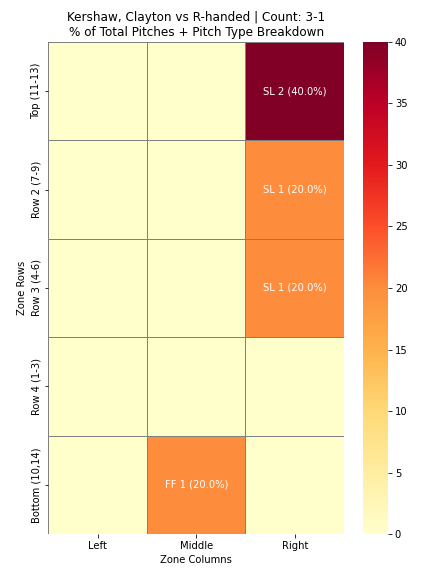 Kershaw, Clayton vs R-handed | Count: 3-1
% of Total Pitches + Pitch Type Breakdown
Zone Rows
Top (11-13)
Row 2 (7-9)
Row 3 (4-6)
Row 4 (1-3)
Bottom (10,14)
SL 2 (40.0%)
SL 1 (20.0%)
SL 1 (20.0%)
FF 1 (20.0%)
Left
Middle
Right
Zone Columns
40
35
30
25
20
15
10
5
0